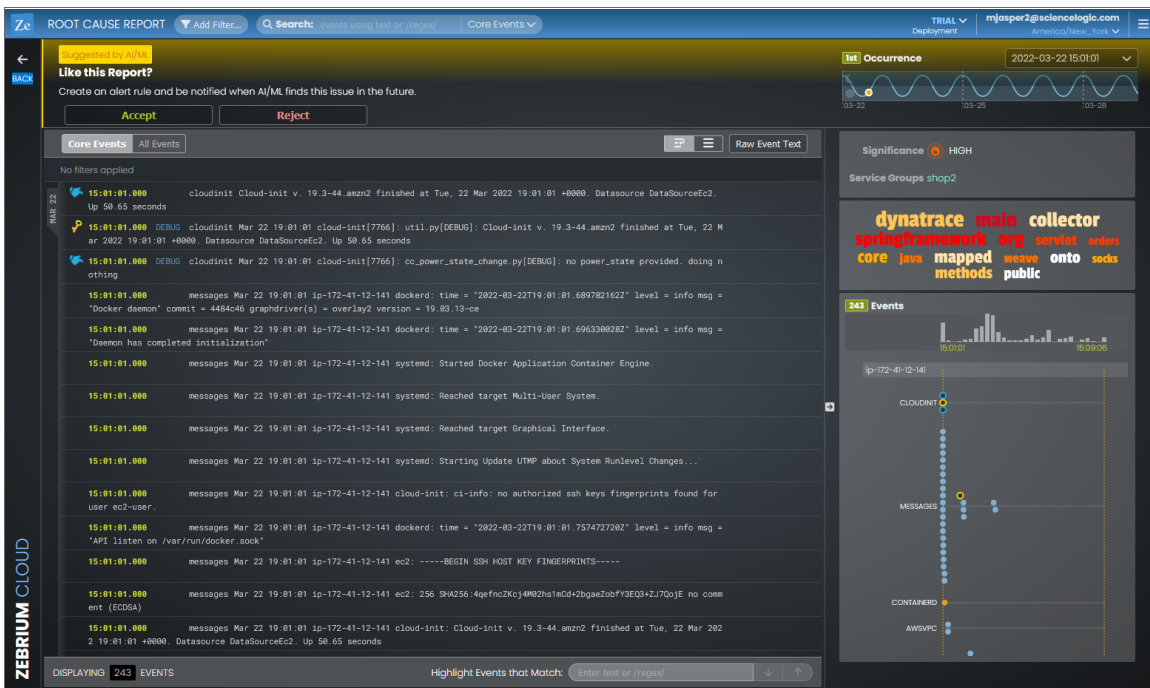 Ze ROOT CAUSE REPORT Add Filter... Search: events using text or /regex/ Core Events TRIAL Deployment mjasper2@sciencelogic.com America/New_York
BACK
Suggested by AI/ML
Like this Report?
Create an alert rule and be notified when AI/ML finds this issue in the future.
Accept Reject
1st Occurrence 2022-03-22 15:01:01
03-22 03-25 03-28
Core Events All Events Raw Event Text
No filters applied
MAR 22
15:01:01.000 cloudinit Cloud-init v. 19.3-44.amzn2 finished at Tue, 22 Mar 2022 19:01:01 +0000. Datasource DataSourceEc2.
Up 50.65 seconds
15:01:01.000 DEBUG cloudinit Mar 22 19:01:01 cloud-init[7766]: util.py[DEBUG]: Cloud-init v. 19.3-44.amzn2 finished at Tue, 22 M
ar 2022 19:01:01 +0000. Datasource DataSourceEc2. Up 50.65 seconds
15:01:01.000 DEBUG cloudinit Mar 22 19:01:01 cloud-init[7766]: cc_power_state_change.py[DEBUG]: no power_state provided. doing n
othing
15:01:01.000 messages Mar 22 19:01:01 ip-172-41-12-141 dockerd: time = "2022-03-22T19:01:01.689782162Z" level = info msg =
"Docker daemon" commit = 4484c46 graphdriver(s) = overlay2 version = 19.03.13-ce
15:01:01.000 messages Mar 22 19:01:01 ip-172-41-12-141 dockerd: time = "2022-03-22T19:01:01.696330028Z" level = info msg =
"Daemon has completed initialization"
15:01:01.000 messages Mar 22 19:01:01 ip-172-41-12-141 systemd: Started Docker Application Container Engine.
15:01:01.000 messages Mar 22 19:01:01 ip-172-41-12-141 systemd: Reached target Multi-User System.
15:01:01.000 messages Mar 22 19:01:01 ip-172-41-12-141 systemd: Reached target Graphical Interface.
15:01:01.000 messages Mar 22 19:01:01 ip-172-41-12-141 systemd: Starting Update UTMP about System Runlevel Changes...
15:01:01.000 messages Mar 22 19:01:01 ip-172-41-12-141 cloud-init: ci-info: no authorized ssh keys fingerprints found for
user ec2-user.
15:01:01.000 messages Mar 22 19:01:01 ip-172-41-12-141 dockerd: time = "2022-03-22T19:01:01.757472720Z" level = info msg =
"API listen on /var/run/docker.sock"
15:01:01.000 messages Mar 22 19:01:01 ip-172-41-12-141 ec2: -----BEGIN SSH HOST KEY FINGERPRINTS-----
15:01:01.000 messages Mar 22 19:01:01 ip-172-41-12-141 ec2: 256 SHA256:4qefncZKcj4M02hs1mCd+2bgaeZobfY3EQ3+ZJ7QojE no comm
ent (ECDSA)
15:01:01.000 messages Mar 22 19:01:01 ip-172-41-12-141 cloud-init: Cloud-init v. 19.3-44.amzn2 finished at Tue, 22 Mar 202
2 19:01:01 +0000. Datasource DataSourceEc2. Up 50.65 seconds
DISPLAYING 243 EVENTS Highlight Events that Match: Enter text or /regex/
Significance HIGH
Service Groups shop2
dynatrace main collector
springframework org servlet orders
core java mapped weave onto socks
methods public
243 Events
15:01:01 15:09:06
ip-172-41-12-141
CLOUDINIT
MESSAGES
CONTAINERD
AWSVPC
ZEBRIUM CLOUD